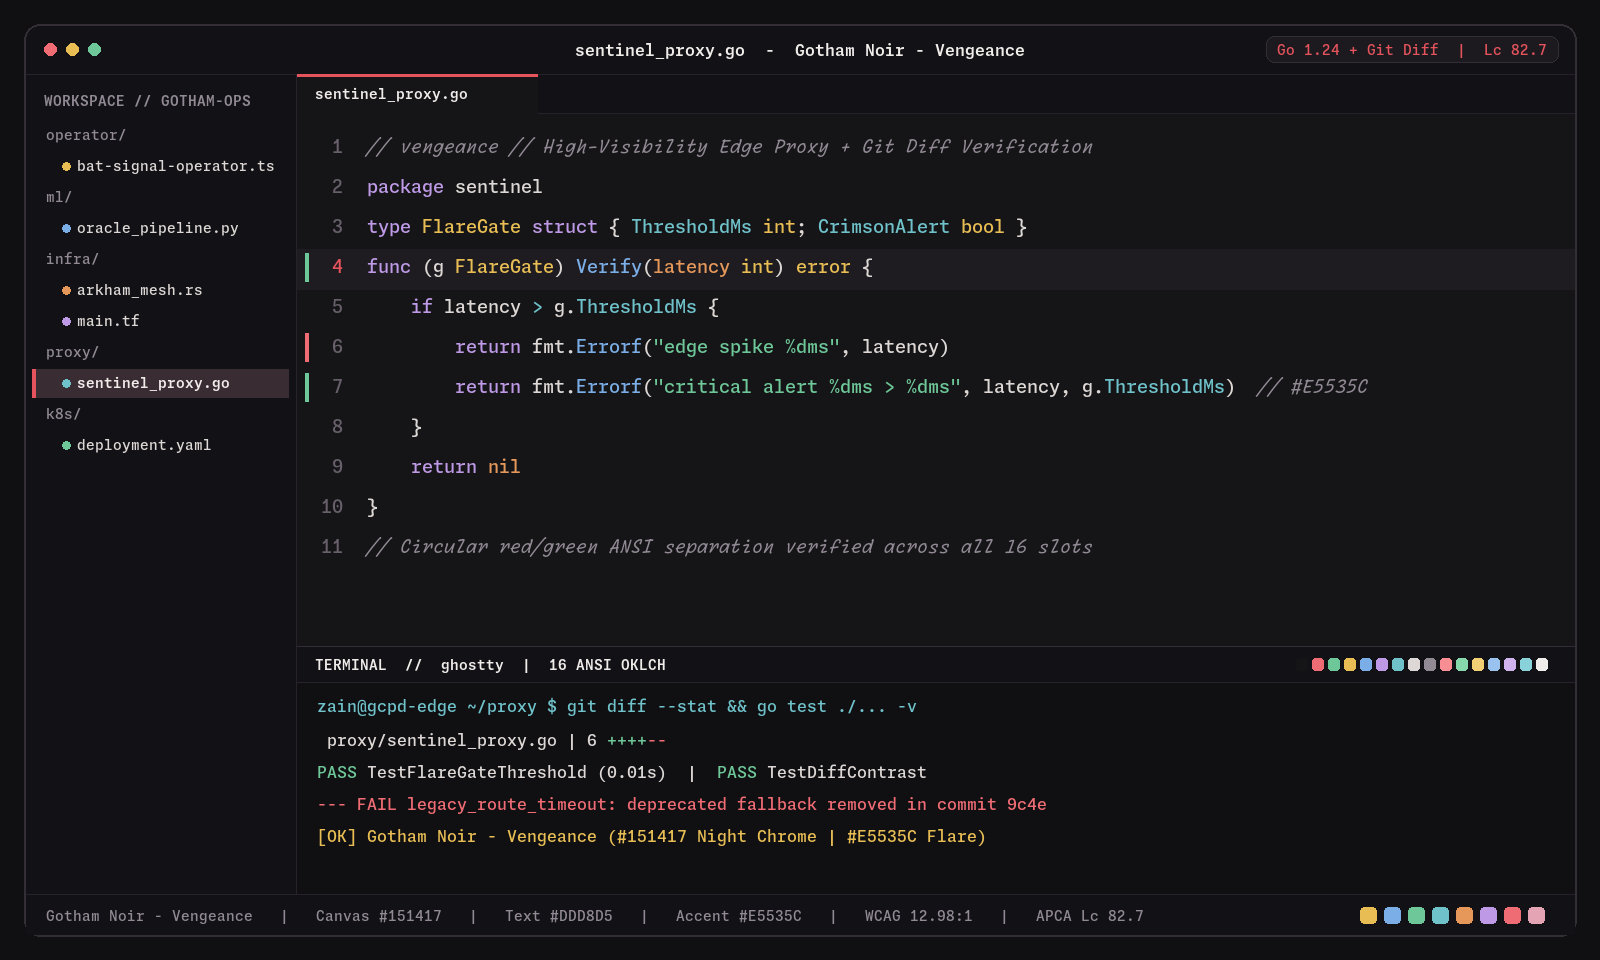 sentinel_proxy.go - Gotham Noir - Vengeance
Go 1.24 + Git Diff | Lc 82.7
WORKSPACE // GOTHAM-OPS
operator/
bat-signal-operator.ts
ml/
oracle_pipeline.py
infra/
arkham_mesh.rs
main.tf
proxy/
sentinel_proxy.go
k8s/
deployment.yaml
sentinel_proxy.go
1 // vengeance // High-Visibility Edge Proxy + Git Diff Verification
2 package sentinel
3 type FlareGate struct { ThresholdMs int; CrimsonAlert bool }
4 func (g FlareGate) Verify(latency int) error {
5     if latency > g.ThresholdMs {
6         return fmt.Errorf("edge spike %dms", latency)
7         return fmt.Errorf("critical alert %dms > %dms", latency, g.ThresholdMs) // #E5535C
8     }
9     return nil
10 }
11 // Circular red/green ANSI separation verified across all 16 slots
TERMINAL // ghostty | 16 ANSI OKLCH
zain@gcpd-edge ~/proxy $ git diff --stat && go test ./... -v
proxy/sentinel_proxy.go | 6 ++++--
PASS TestFlareGateThreshold (0.01s) | PASS TestDiffContrast
--- FAIL legacy_route_timeout: deprecated fallback removed in commit 9c4e
[OK] Gotham Noir - Vengeance (#151417 Night Chrome | #E5535C Flare)
Gotham Noir - Vengeance | Canvas #151417 | Text #DDD8D5 | Accent #E5535C | WCAG 12.98:1 | APCA Lc 82.7